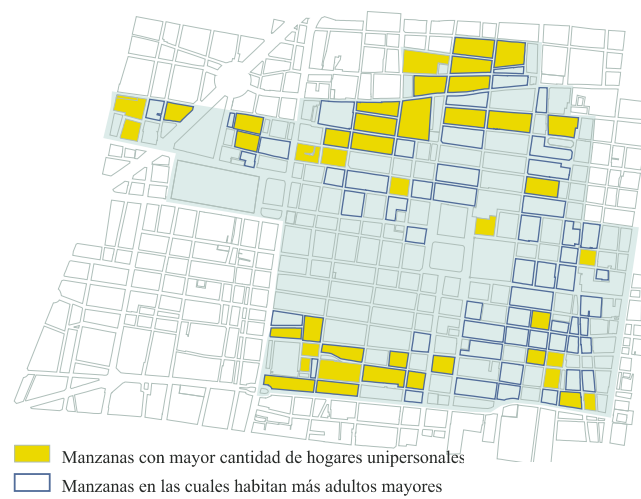 Manzanas con mayor cantidad de hogares unipersonales
Manzanas en las cuales habitan más adultos mayores